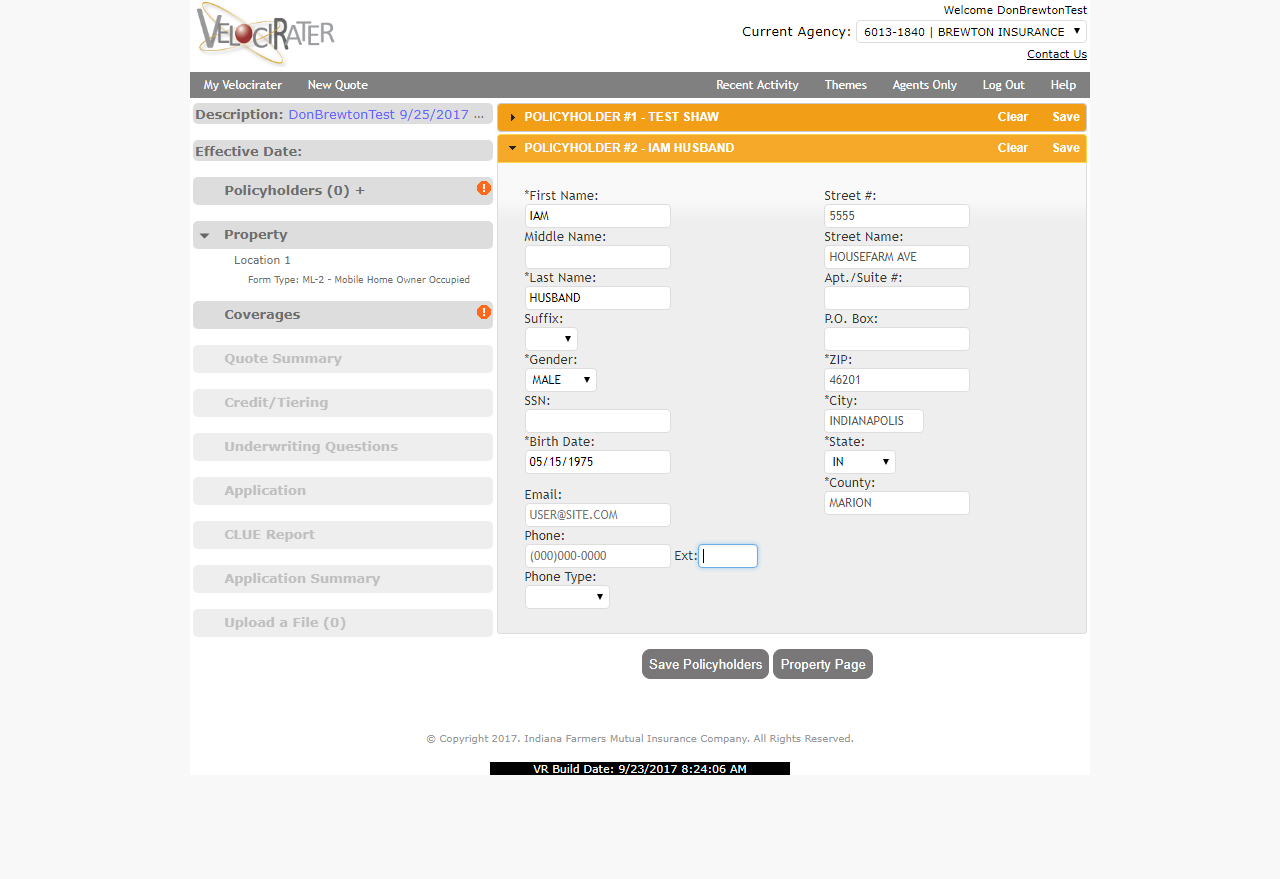 VELOCIRATER
Welcome DonBrewtonTest
Current Agency: 6013-1840 | BREWTON INSURANCE
Contact Us
My Velocirater New Quote Recent Activity Themes Agents Only Log Out Help
Description: DonBrewtonTest 9/25/2017 ...
Effective Date:
Policyholders (0) +
Property
Location 1
Form Type: ML-2 - Mobile Home Owner Occupied
Coverages
Quote Summary
Credit/Tiering
Underwriting Questions
Application
CLUE Report
Application Summary
Upload a File (0)
POLICYHOLDER #1 - TEST SHAW Clear Save
POLICYHOLDER #2 - IAM HUSBAND Clear Save
*First Name:
IAM
Middle Name:
*Last Name:
HUSBAND
Suffix:
*Gender:
MALE
SSN:
*Birth Date:
05/15/1975
Email:
USER@SITE.COM
Phone:
(000)000-0000 Ext:
Phone Type:
Street #:
5555
Street Name:
HOUSEFARM AVE
Apt./Suite #:
P.O. Box:
*ZIP:
46201
*City:
INDIANAPOLIS
*State:
IN
*County:
MARION
Save Policyholders Property Page
© Copyright 2017. Indiana Farmers Mutual Insurance Company. All Rights Reserved.
VR Build Date: 9/23/2017 8:24:06 AM